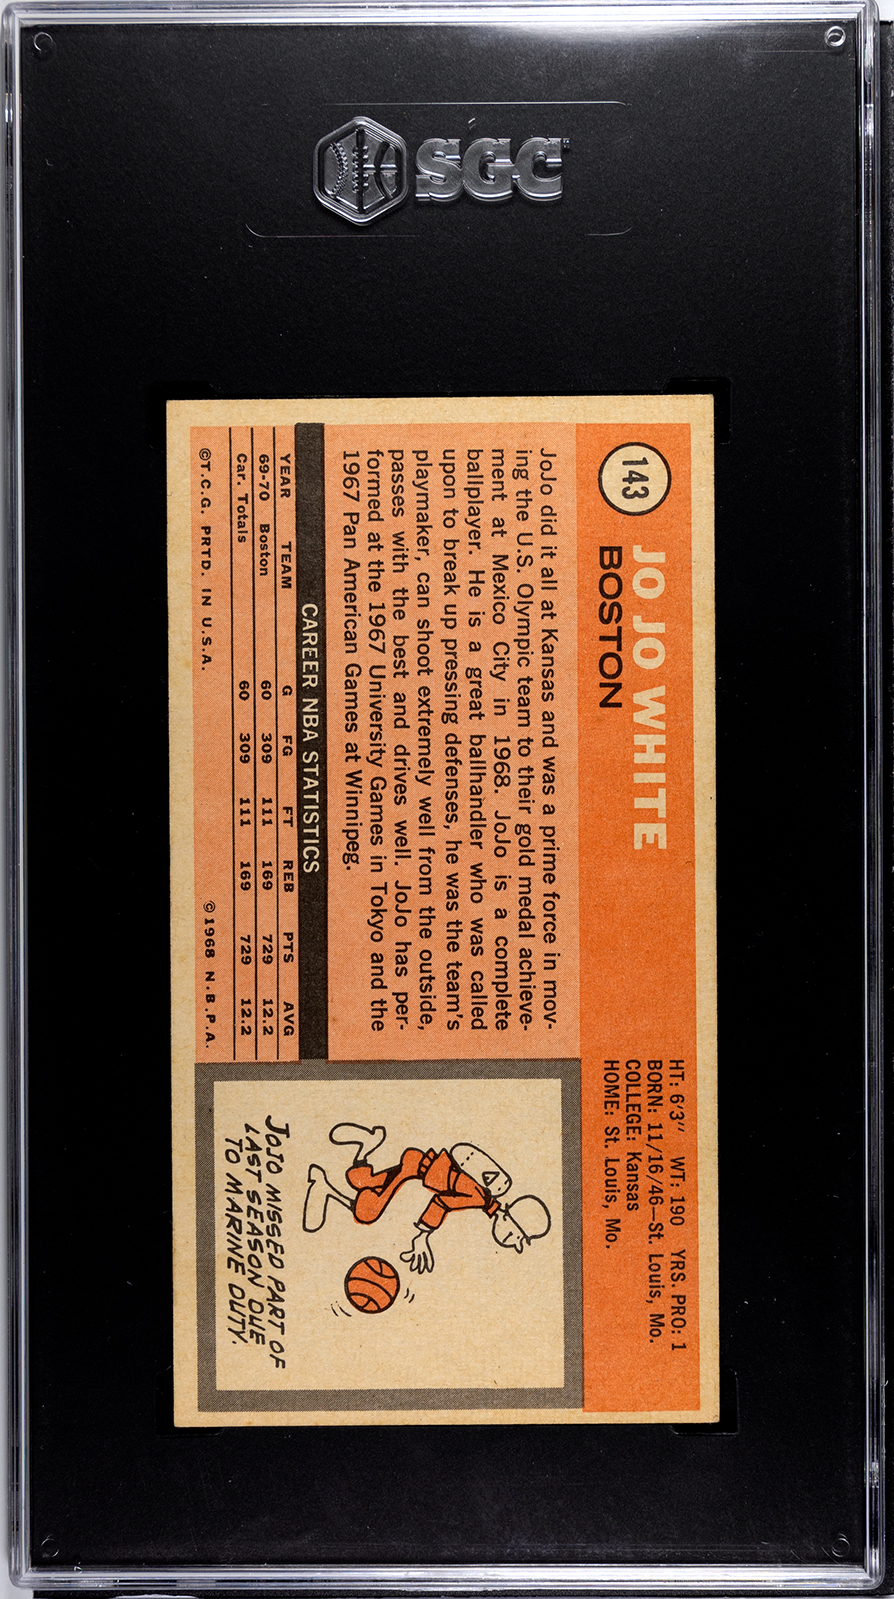 SGC
143
JO JO WHITE
BOSTON
HT: 6'3" WT: 190 YRS. PRO: 1
BORN: 11/16/46—St. Louis, Mo.
COLLEGE: Kansas
HOME: St. Louis, Mo.
JoJo did it all at Kansas and was a prime force in mov-
ing the U.S. Olympic team to their gold medal achieve-
ment at Mexico City in 1968. JoJo is a complete
ballplayer. He is a great ballhandler who was called
upon to break up pressing defenses, he was the team's
playmaker, can shoot extremely well from the outside,
passes with the best and drives well. JoJo has per-
formed at the 1967 University Games in Tokyo and the
1967 Pan American Games at Winnipeg.
CAREER NBA STATISTICS
YEAR TEAM G FG FT REB PTS AVG
69-70 Boston 60 309 111 169 729 12.2
Car. Totals 60 309 111 169 729 12.2
©T.C.G. PRTD. IN U.S.A. ©1968 N.B.P.A.
JOJO MISSED PART OF
LAST SEASON DUE
TO MARINE DUTY.